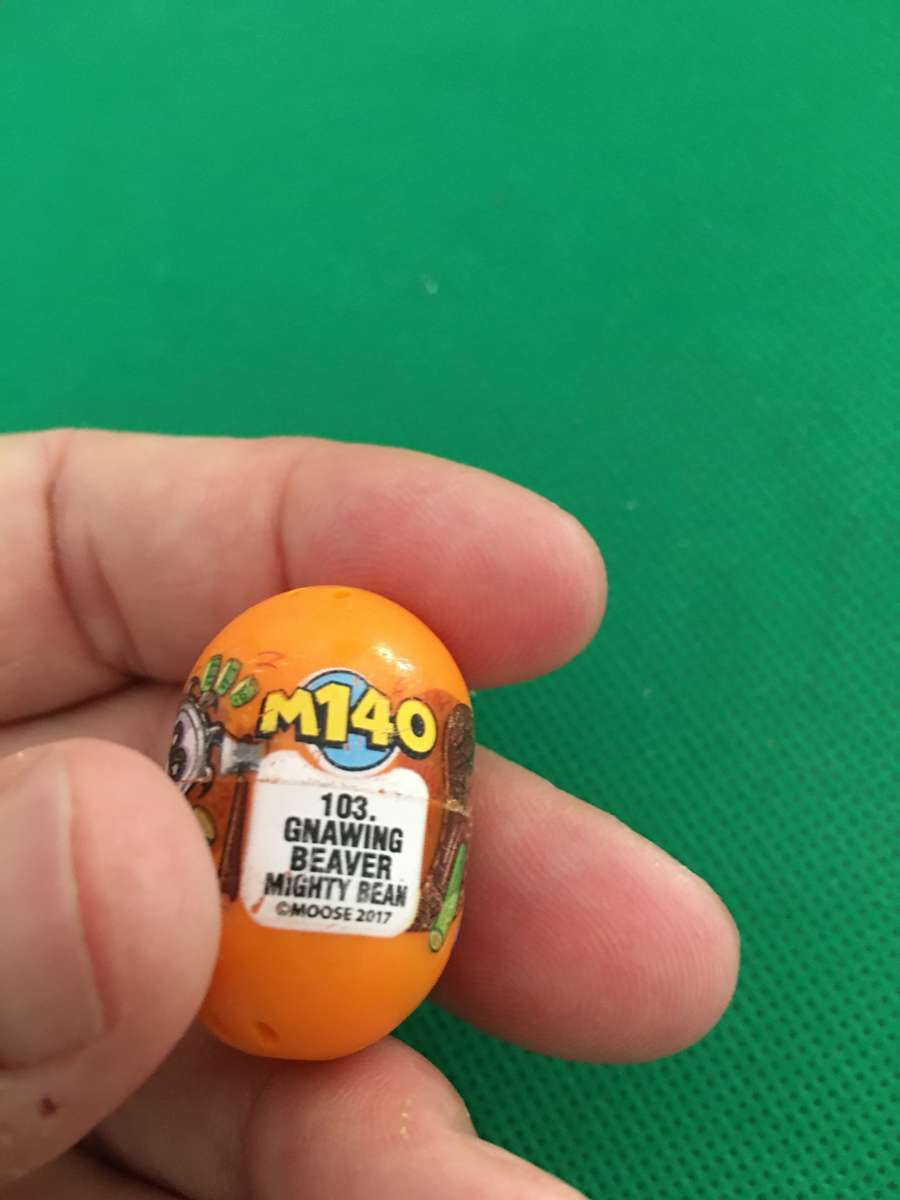 M140
103.
GNAWING
BEAVER
MIGHTY BEAN
©MOOSE 2017